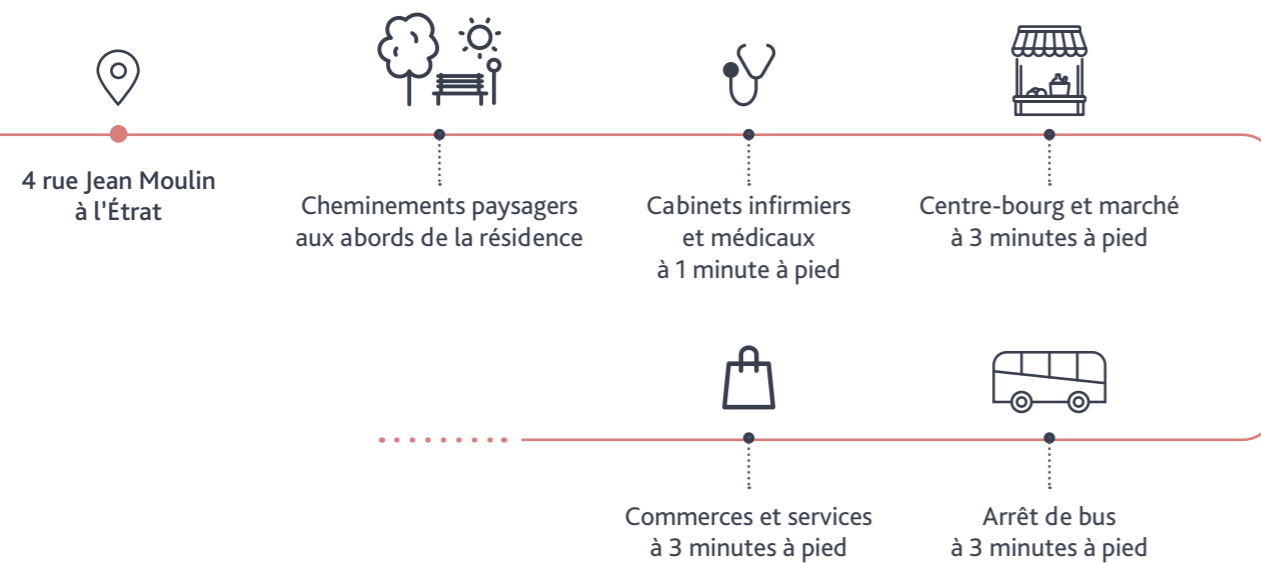 4 rue Jean Moulin
à l'Étrat
Cheminements paysagers
aux abords de la résidence
Cabinets infirmiers
et médicaux
à 1 minute à pied
Centre-bourg et marché
à 3 minutes à pied
Commerces et services
à 3 minutes à pied
Arrêt de bus
à 3 minutes à pied